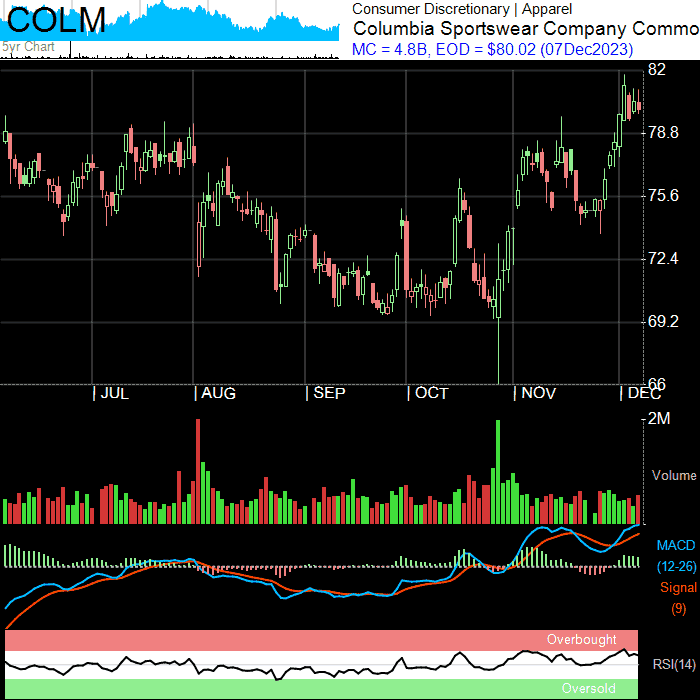 COLM
5yr Chart
Consumer Discretionary | Apparel
Columbia Sportswear Company Commo
MC = 4.8B, EOD = $80.02 (07Dec2023)
82
78.8
75.6
72.4
69.2
66
| JUL | AUG | SEP | OCT | NOV | DEC
2M
Volume
MACD
(12-26)
Signal
(9)
Overbought
RSI(14)
Oversold